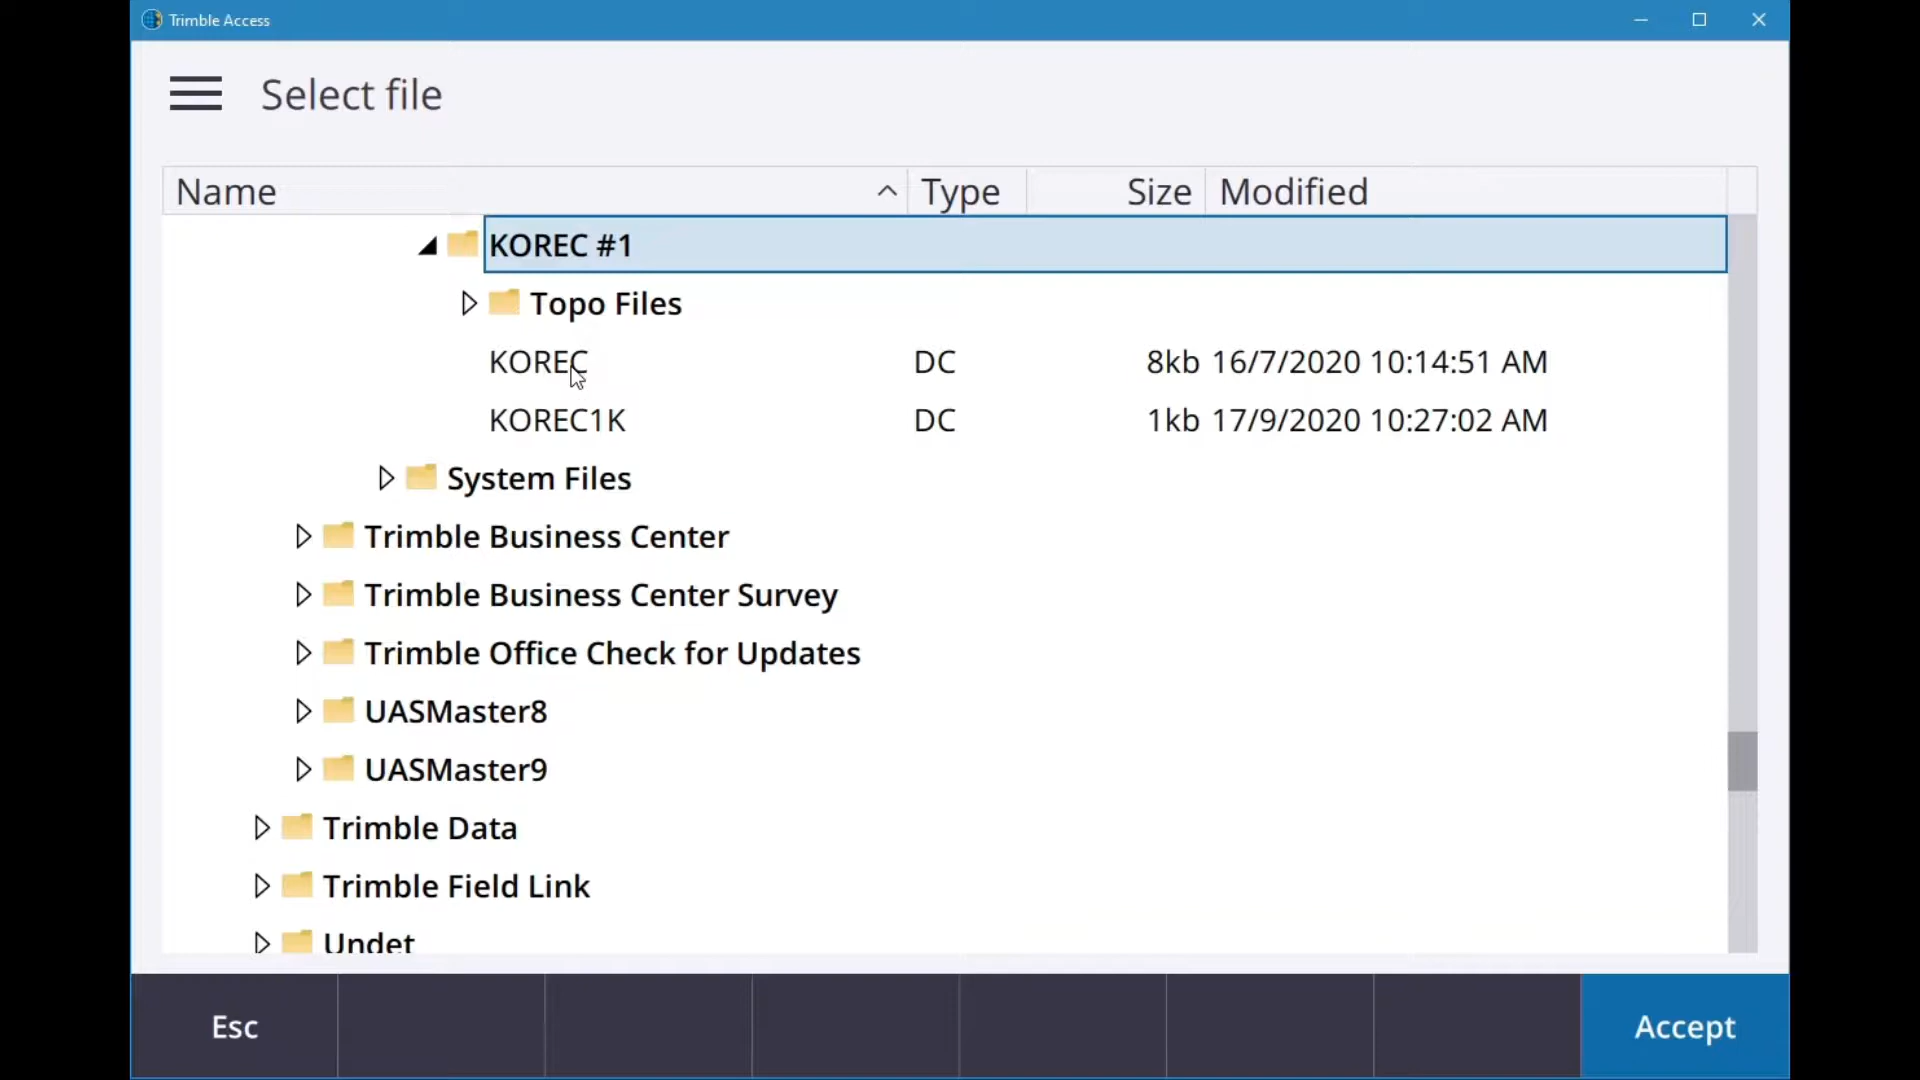 Trimble Access
Select file
Name Type Size Modified
KOREC #1
Topo Files
KOREC DC 8kb 16/7/2020 10:14:51 AM
KOREC1K DC 1kb 17/9/2020 10:27:02 AM
System Files
Trimble Business Center
Trimble Business Center Survey
Trimble Office Check for Updates
UASMaster8
UASMaster9
Trimble Data
Trimble Field Link
Undet
Esc Accept